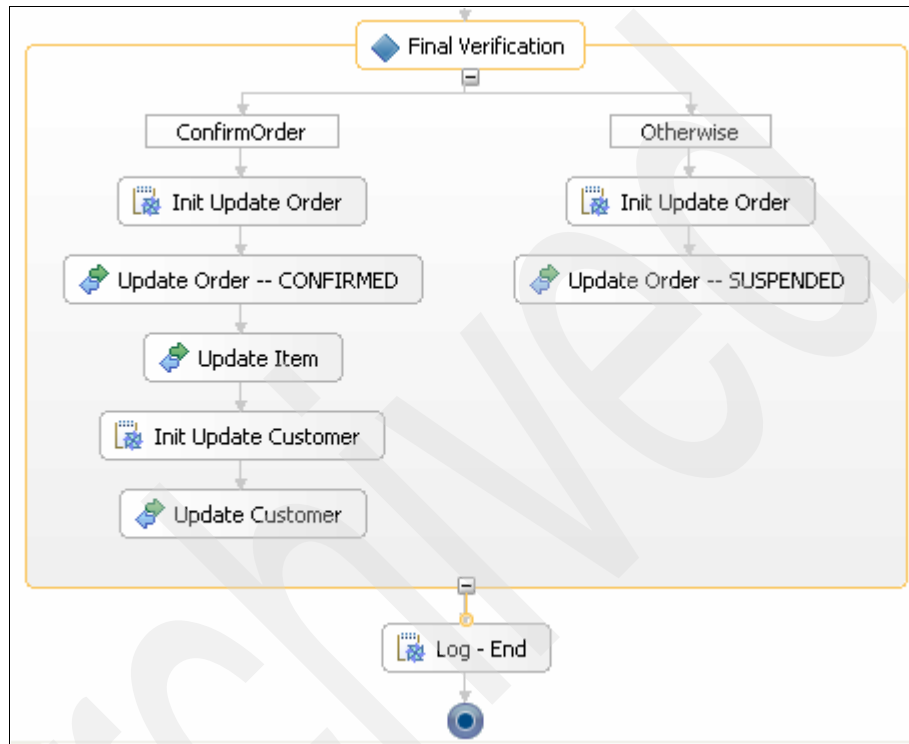 Final Verification
ConfirmOrder
Otherwise
Init Update Order
Init Update Order
Update Order -- CONFIRMED
Update Order -- SUSPENDED
Update Item
Init Update Customer
Update Customer
Log - End
Archived